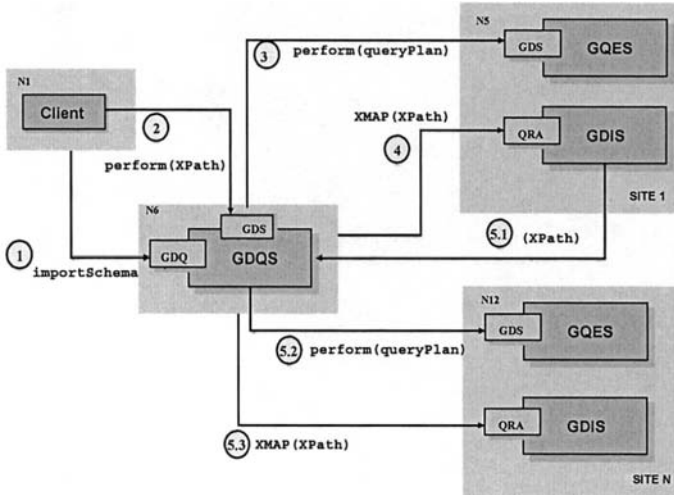 N5
GDS
GQES
3
perform(queryPlan)
N1
Client
2
perform(XPath)
XMAP(XPath)
4
QRA
GDIS
SITE 1
N6
GDS
GDQ
GDQS
1
importSchema
5.1
(XPath)
N12
GDS
GQES
5.2
perform(queryPlan)
QRA
GDIS
5.3
XMAP(XPath)
SITE N